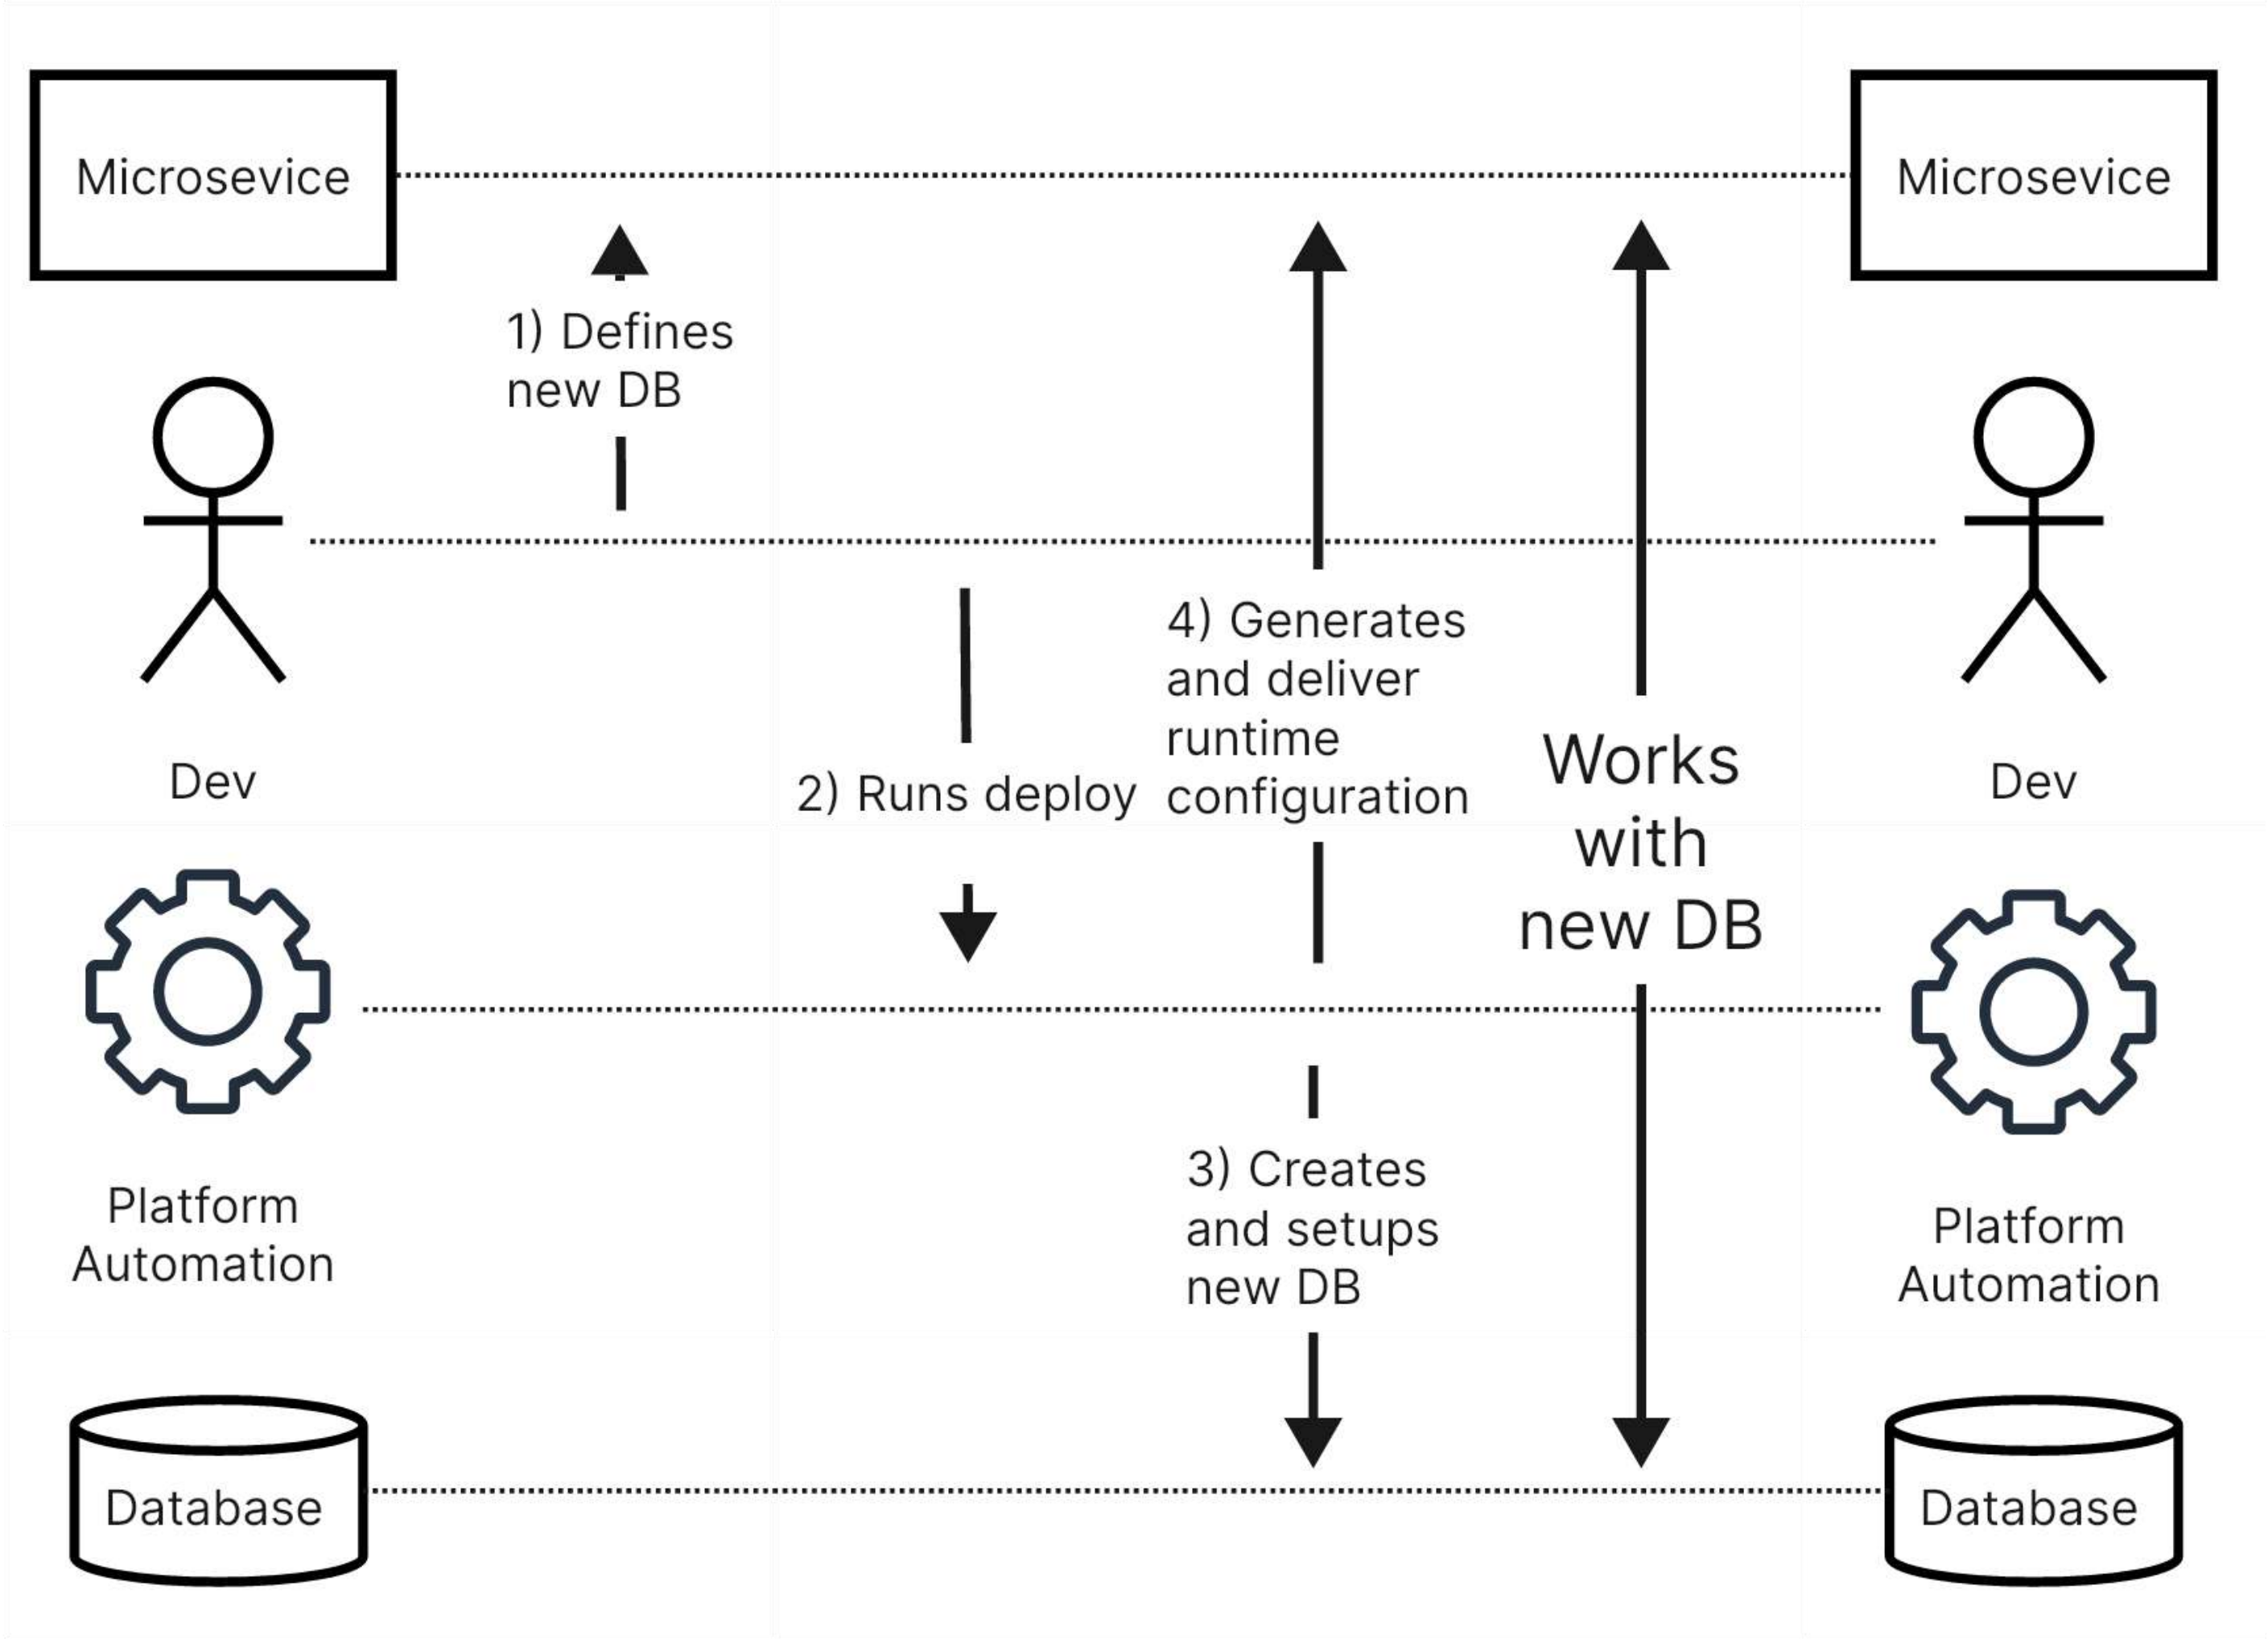 Microsevice
Microsevice
1) Defines
new DB
Dev
2) Runs deploy
4) Generates
and deliver
runtime
configuration
Works
with
new DB
Dev
Platform
Automation
3) Creates
and setups
new DB
Platform
Automation
Database
Database